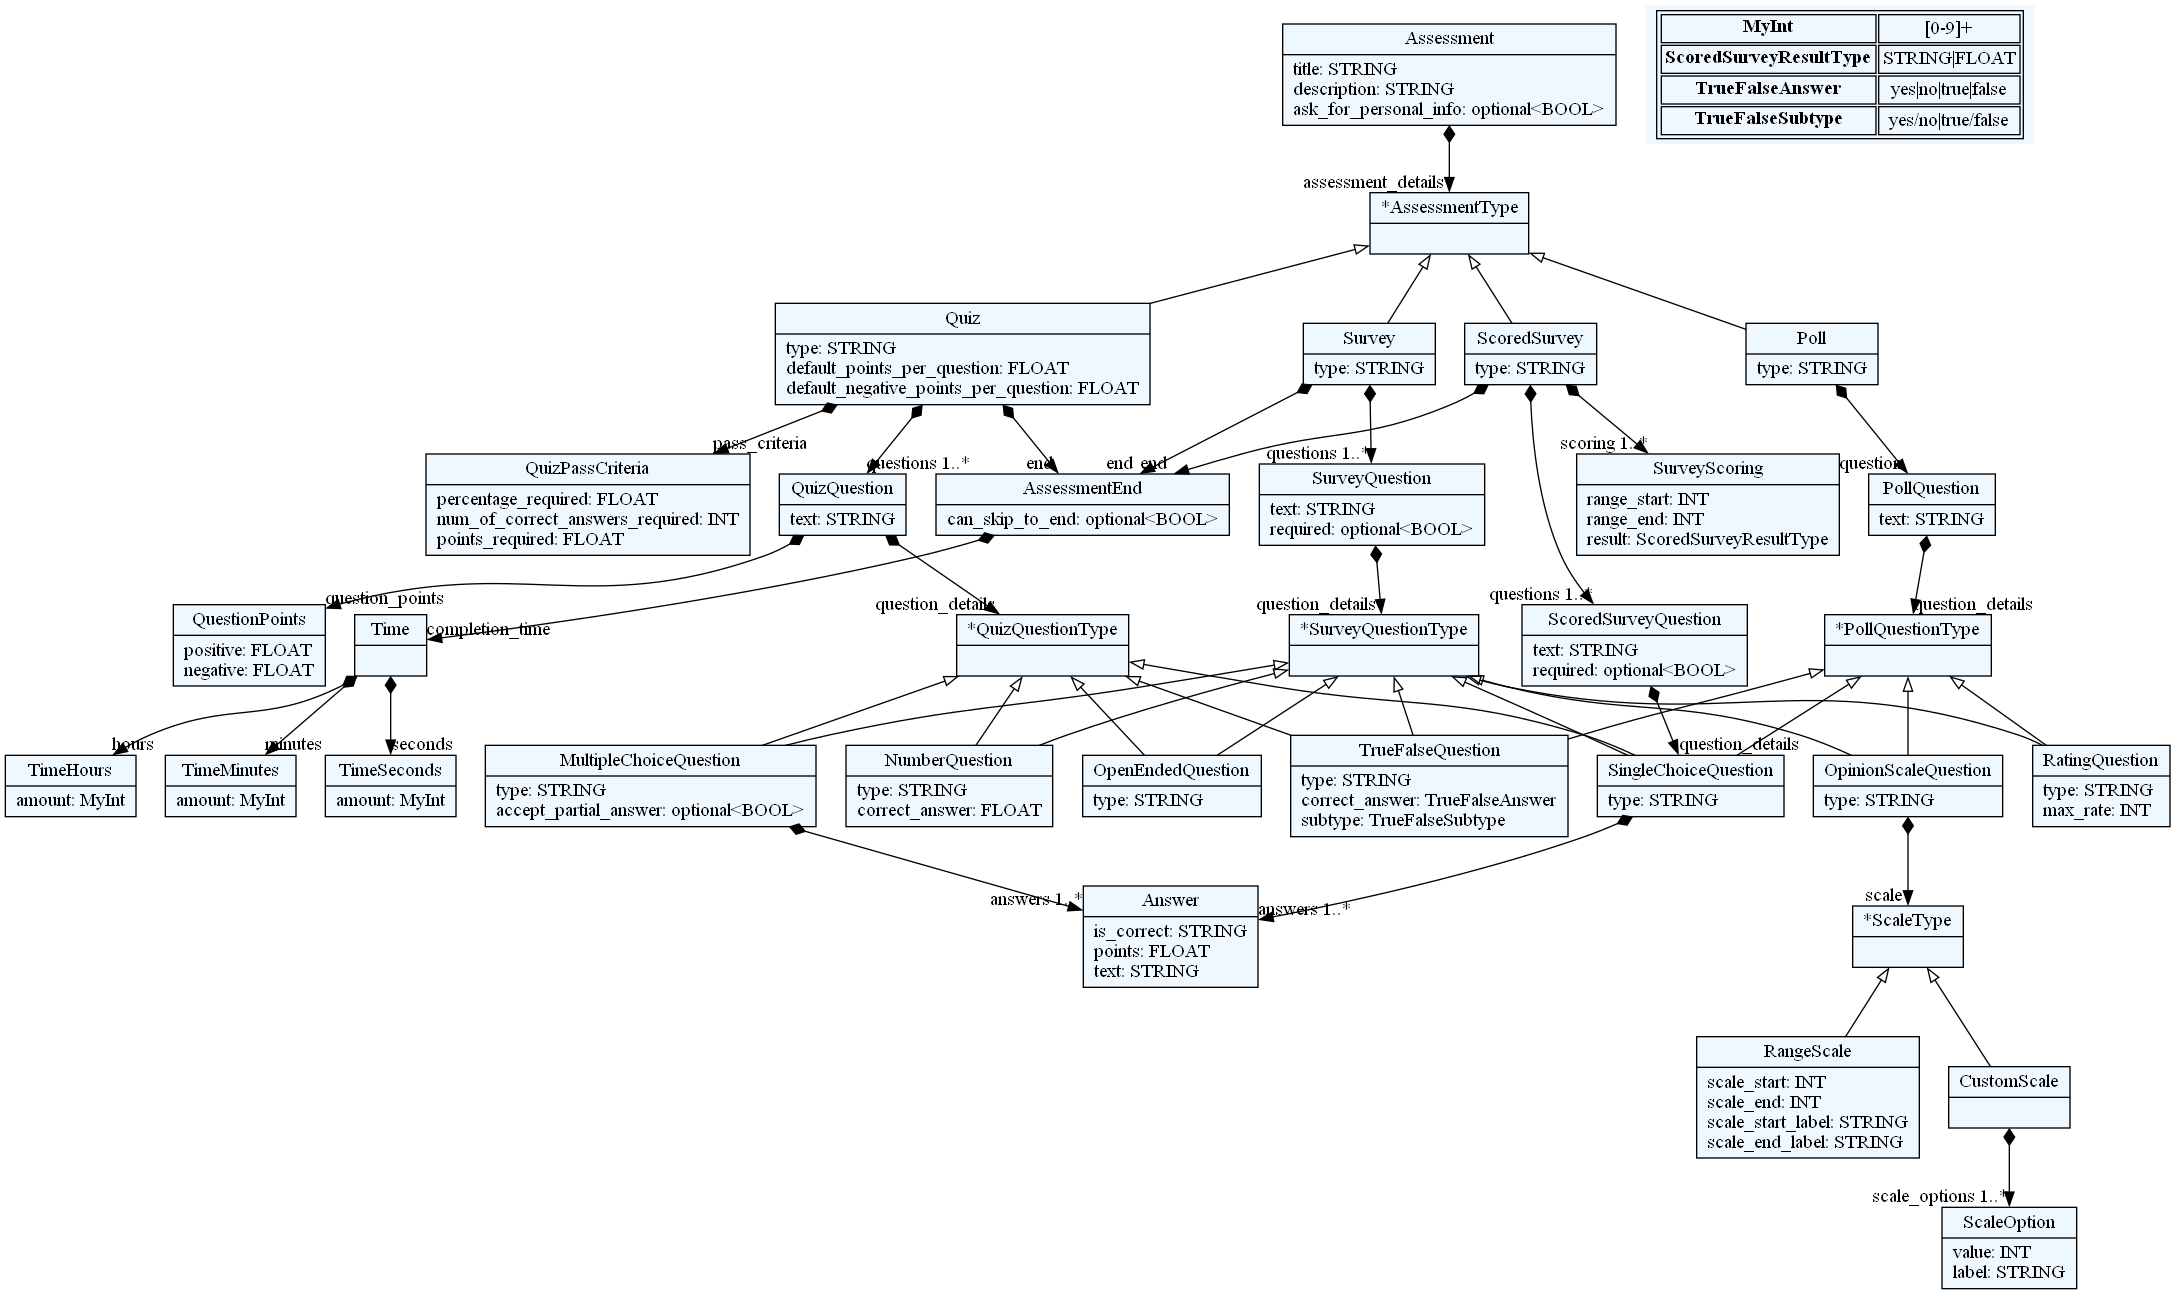 Assessment
title: STRING
description: STRING
ask_for_personal_info: optional<BOOL>
MyInt [0-9]+
ScoredSurveyResultType STRING|FLOAT
TrueFalseAnswer yes|no|true|false
TrueFalseSubtype yes/no|true/false
assessment_details
*AssessmentType
Quiz
type: STRING
default_points_per_question: FLOAT
default_negative_points_per_question: FLOAT
Survey
type: STRING
ScoredSurvey
type: STRING
Poll
type: STRING
pass_criteria
questions 1..*
end
end
end
questions 1..*
scoring 1..*
question
QuizPassCriteria
percentage_required: FLOAT
num_of_correct_answers_required: INT
points_required: FLOAT
QuizQuestion
text: STRING
AssessmentEnd
can_skip_to_end: optional<BOOL>
SurveyQuestion
text: STRING
required: optional<BOOL>
SurveyScoring
range_start: INT
range_end: INT
result: ScoredSurveyResultType
PollQuestion
text: STRING
question_points
completion_time
question_details
question_details
questions 1..*
question_details
QuestionPoints
positive: FLOAT
negative: FLOAT
Time
*QuizQuestionType
*SurveyQuestionType
ScoredSurveyQuestion
text: STRING
required: optional<BOOL>
*PollQuestionType
hours
minutes
seconds
question_details
TimeHours
amount: MyInt
TimeMinutes
amount: MyInt
TimeSeconds
amount: MyInt
MultipleChoiceQuestion
type: STRING
accept_partial_answer: optional<BOOL>
NumberQuestion
type: STRING
correct_answer: FLOAT
OpenEndedQuestion
type: STRING
TrueFalseQuestion
type: STRING
correct_answer: TrueFalseAnswer
subtype: TrueFalseSubtype
SingleChoiceQuestion
type: STRING
OpinionScaleQuestion
type: STRING
RatingQuestion
type: STRING
max_rate: INT
answers 1..*
answers 1..*
scale
Answer
is_correct: STRING
points: FLOAT
text: STRING
*ScaleType
RangeScale
scale_start: INT
scale_end: INT
scale_start_label: STRING
scale_end_label: STRING
CustomScale
scale_options 1..*
ScaleOption
value: INT
label: STRING